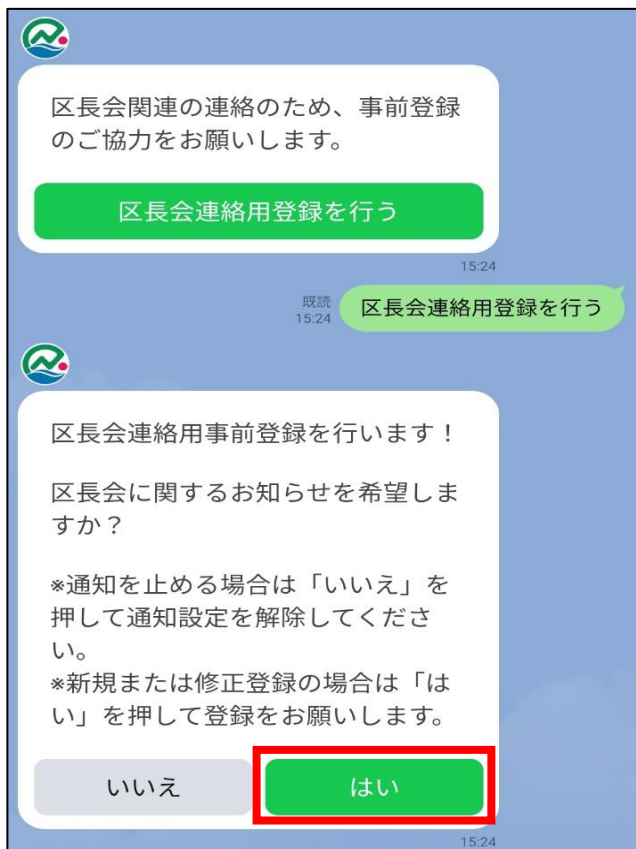 区長会関連の連絡のため、事前登録
のご協力をお願いします。
区長会連絡用登録を行う
15:24
既読
15:24
区長会連絡用登録を行う
区長会連絡用事前登録を行います！
区長会に関するお知らせを希望しま
すか？
※通知を止める場合は「いいえ」を
押して通知設定を解除してくださ
い。
※新規または修正登録の場合は「は
い」を押して登録をお願いします。
いいえ
はい
15:24